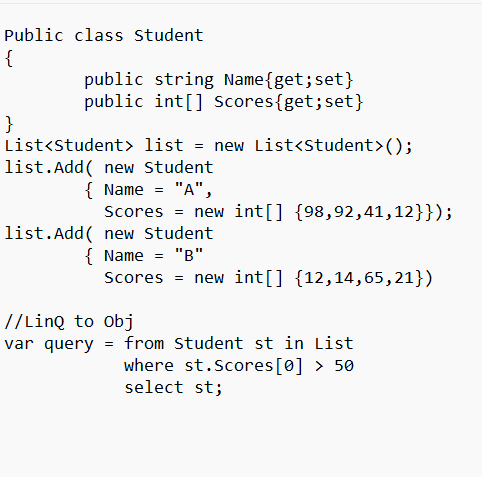 Public class Student
{
        public string Name{get;set}
        public int[] Scores{get;set}
}
List<Student> list = new List<Student>();
list.Add( new Student
        { Name = "A",
          Scores = new int[] {98,92,41,12}});
list.Add( new Student
        { Name = "B"
          Scores = new int[] {12,14,65,21})

//LinQ to Obj
var query = from Student st in List
            where st.Scores[0] > 50
            select st;